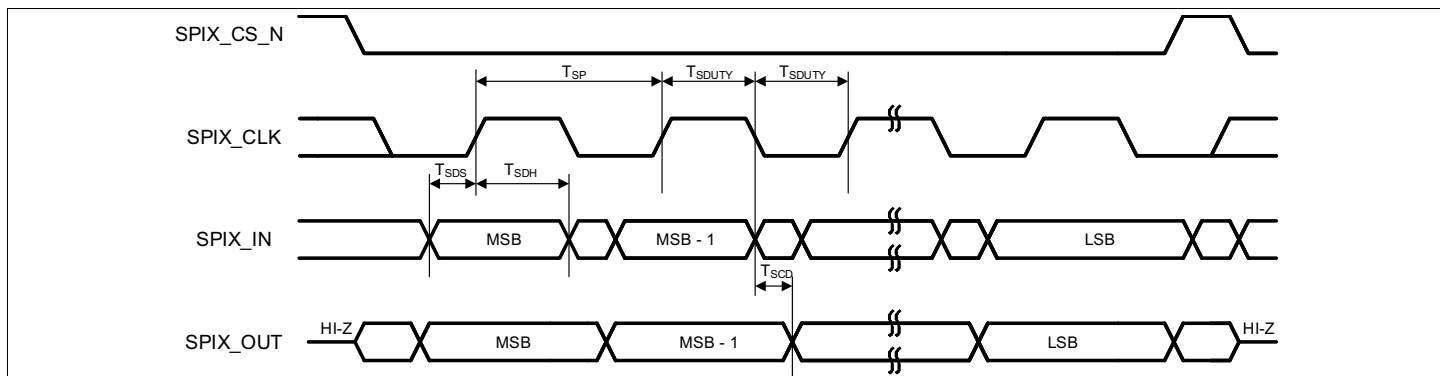 SPIX_CS_N
TSP TSDUTY TSDUTY
SPIX_CLK
TSDS TSDH
SPIX_IN MSB MSB - 1 LSB
TSCD
SPIX_OUT HI-Z MSB MSB - 1 LSB HI-Z